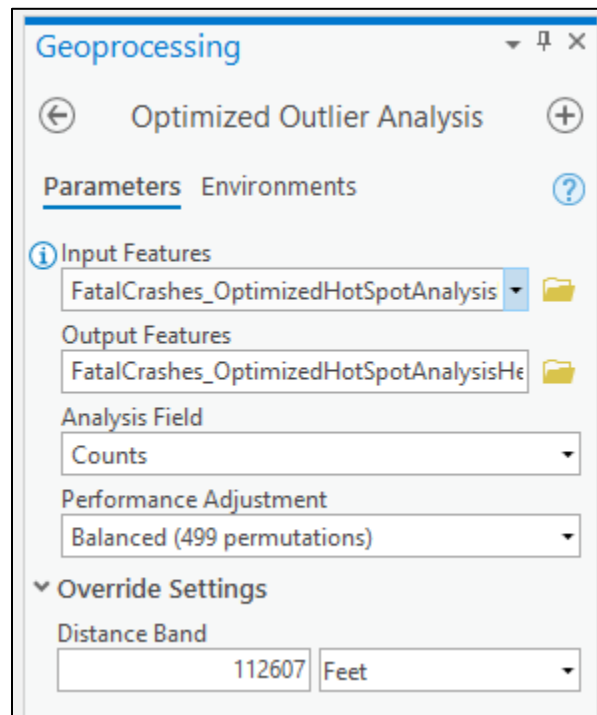 Geoprocessing
Optimized Outlier Analysis
Parameters Environments
Input Features
FatalCrashes_OptimizedHotSpotAnalysis
Output Features
FatalCrashes_OptimizedHotSpotAnalysisHe
Analysis Field
Counts
Performance Adjustment
Balanced (499 permutations)
Override Settings
Distance Band
112607 Feet